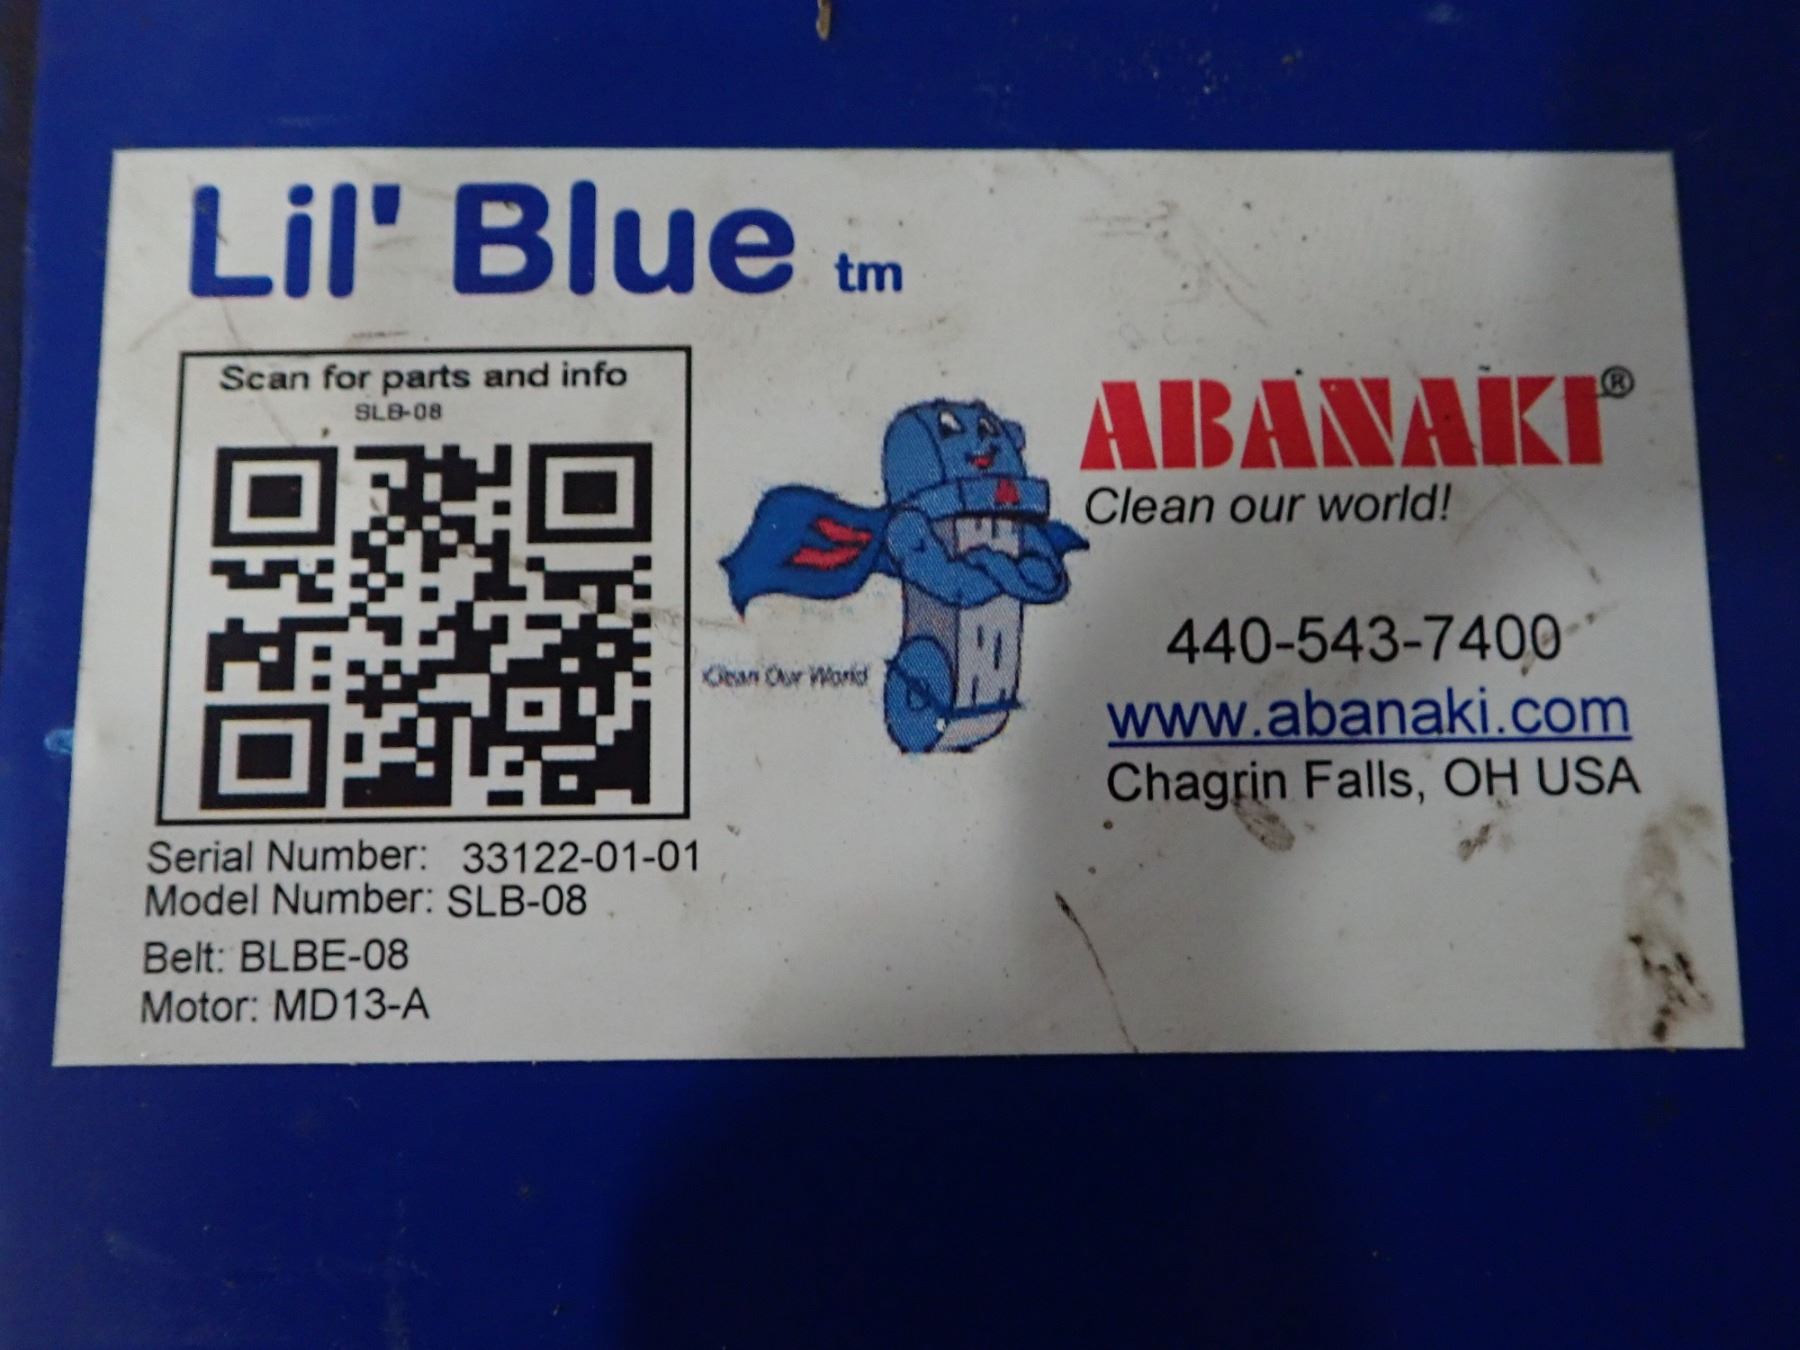 Lil' Blue tm
Scan for parts and info
SLB-08
ABANAKI®
Clean our world!
Clean Our World
440-543-7400
www.abanaki.com
Chagrin Falls, OH USA
Serial Number: 33122-01-01
Model Number: SLB-08
Belt: BLBE-08
Motor: MD13-A